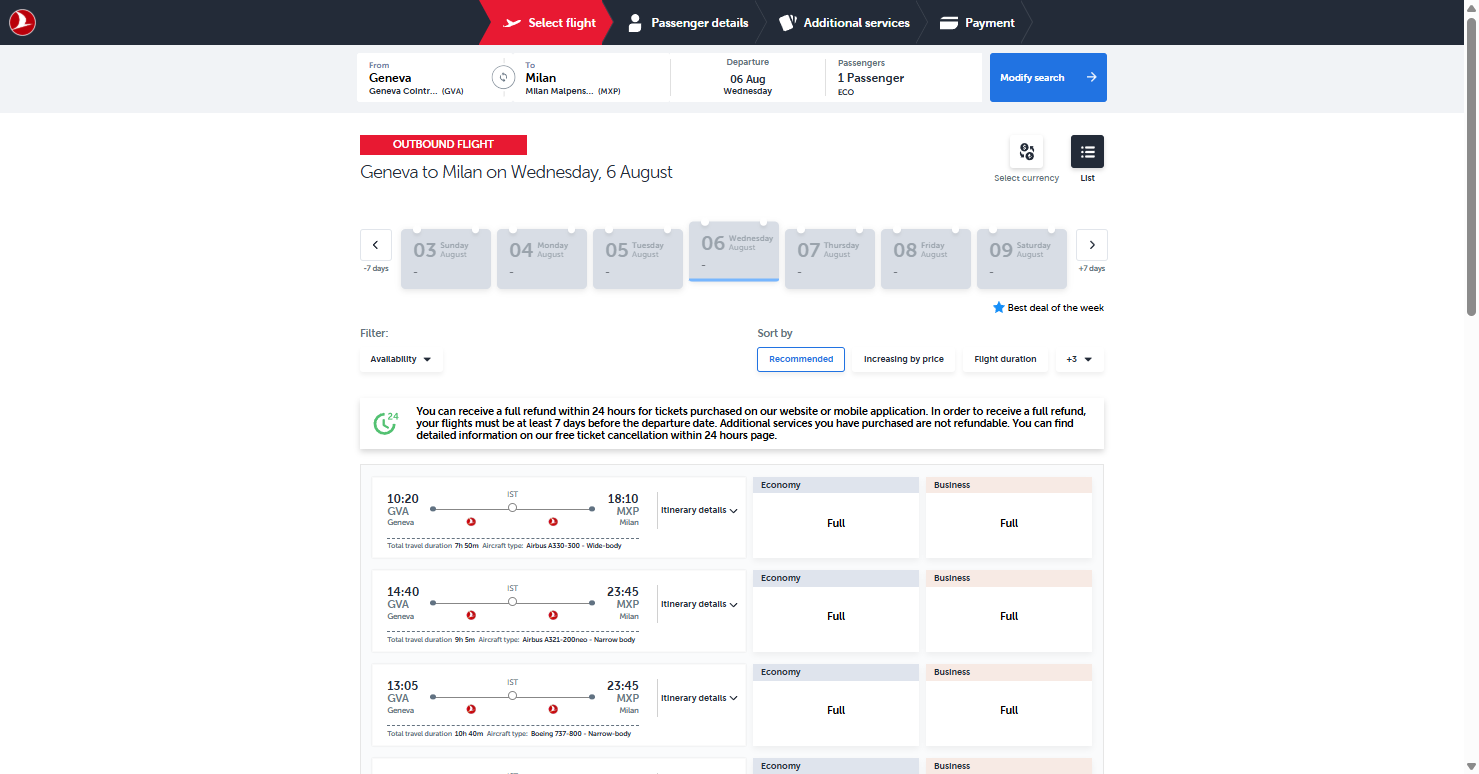 Select flight
Passenger details
Additional services
Payment
From
Geneva
Geneva Cointr... (GVA)
To
Milan
Milan Malpens... (MXP)
Departure
06 Aug
Wednesday
Passengers
1 Passenger
ECO
Modify search
OUTBOUND FLIGHT
Geneva to Milan on Wednesday, 6 August
Select currency
List
-7 days
03 Sunday August
-
04 Monday August
-
05 Tuesday August
-
06 Wednesday August
-
07 Thursday August
-
08 Friday August
-
09 Saturday August
-
+7 days
Best deal of the week
Filter:
Availability
Sort by
Recommended
Increasing by price
Flight duration
+3
24
You can receive a full refund within 24 hours for tickets purchased on our website or mobile application. In order to receive a full refund,
your flights must be at least 7 days before the departure date. Additional services you have purchased are not refundable. You can find
detailed information on our free ticket cancellation within 24 hours page.
10:20
GVA
Geneva
IST
18:10
MXP
Milan
Itinerary details
Total travel duration 7h 50m Aircraft type: Airbus A330-300 - Wide-body
Economy
Full
Business
Full
14:40
GVA
Geneva
IST
23:45
MXP
Milan
Itinerary details
Total travel duration 9h 5m Aircraft type: Airbus A321-200neo - Narrow body
Economy
Full
Business
Full
13:05
GVA
Geneva
IST
23:45
MXP
Milan
Itinerary details
Total travel duration 10h 40m Aircraft type: Boeing 737-800 - Narrow-body
Economy
Full
Business
Full
Economy
Business